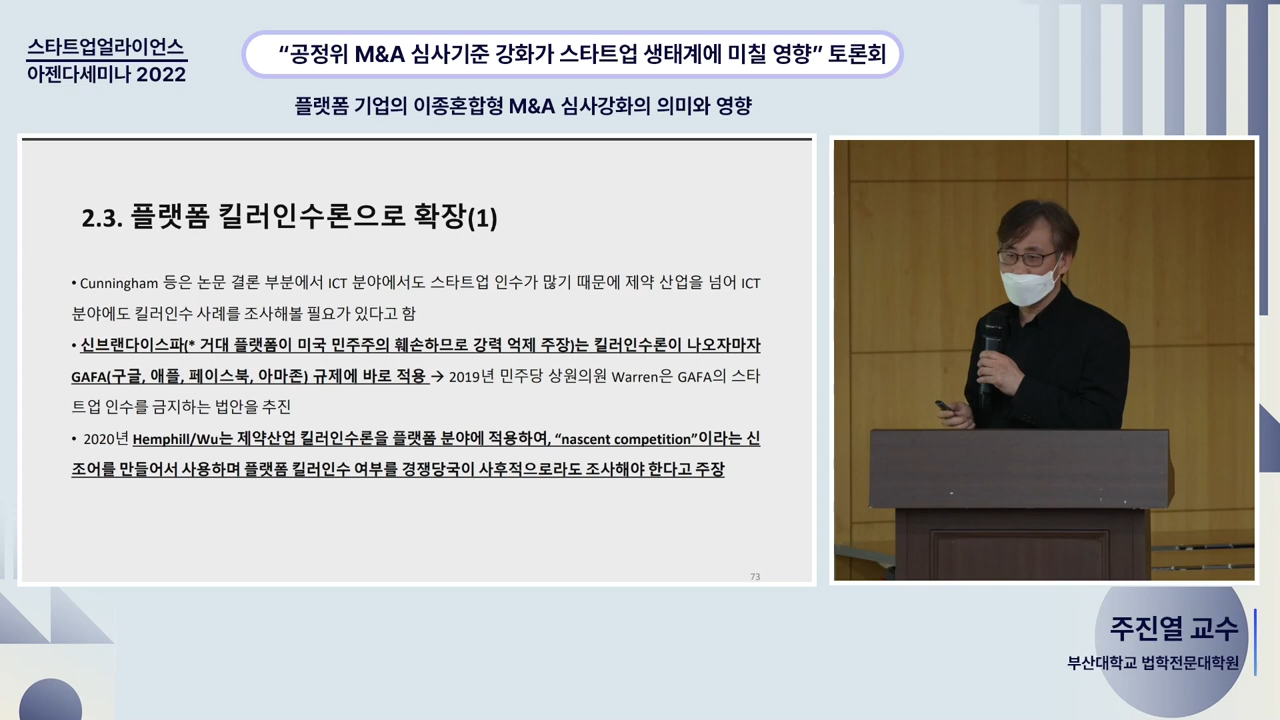 스타트업얼라이언스
아젠다세미나 2022
“공정위 M&A 심사기준 강화가 스타트업 생태계에 미칠 영향” 토론회
플랫폼 기업의 이종혼합형 M&A 심사강화의 의미와 영향
2.3. 플랫폼 킬러인수론으로 확장(1)
• Cunningham 등은 논문 결론 부분에서 ICT 분야에서도 스타트업 인수가 많기 때문에 제약 산업을 넘어 ICT
분야에도 킬러인수 사례를 조사해볼 필요가 있다고 함
• 신브랜다이스파(* 거대 플랫폼이 미국 민주주의 훼손하므로 강력 억제 주장)는 킬러인수론이 나오자마자
GAFA(구글, 애플, 페이스북, 아마존) 규제에 바로 적용 → 2019년 민주당 상원의원 Warren은 GAFA의 스타
트업 인수를 금지하는 법안을 추진
• 2020년 Hemphill/Wu는 제약산업 킬러인수론을 플랫폼 분야에 적용하여, “nascent competition”이라는 신
조어를 만들어서 사용하며 플랫폼 킬러인수 여부를 경쟁당국이 사후적으로라도 조사해야 한다고 주장
73
주진열 교수
부산대학교 법학전문대학원